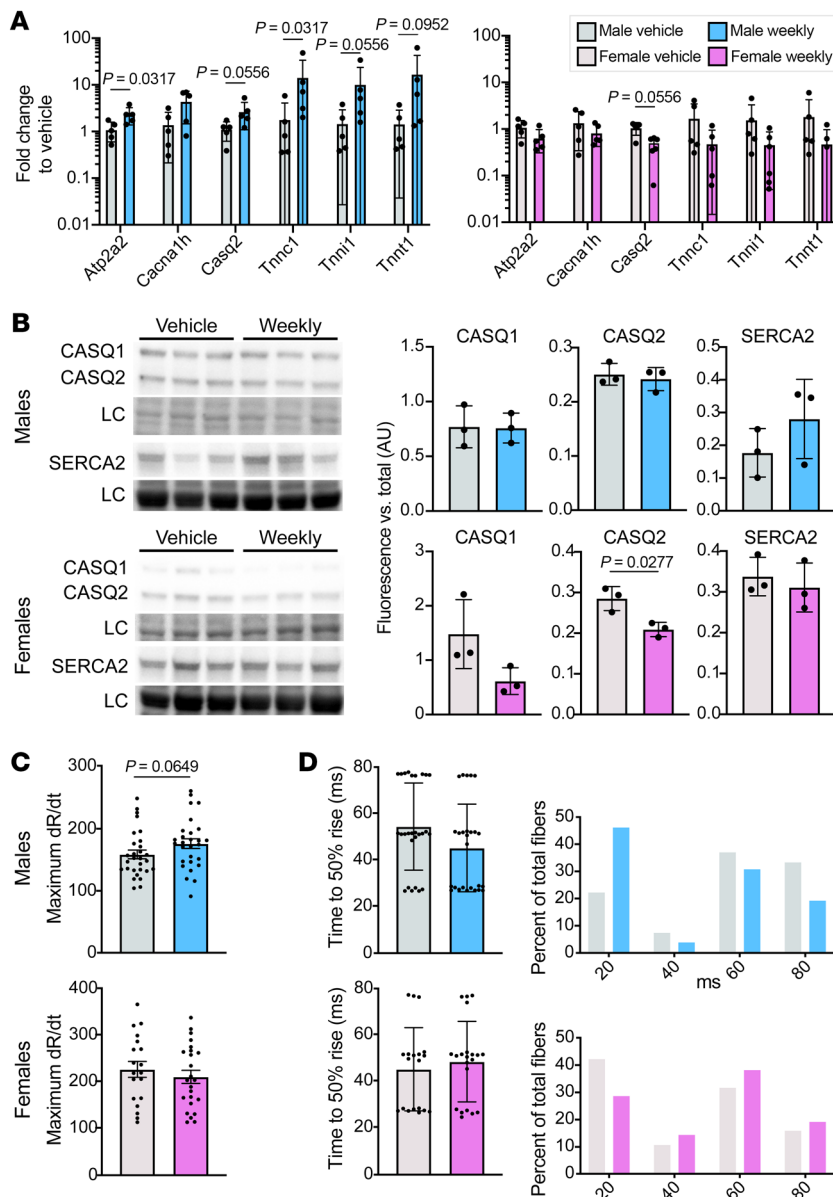 A
Fold change
to vehicle
100
10
1
0.1
0.01
P = 0.0317
P = 0.0556
P = 0.0317
P = 0.0556
P = 0.0952
Atp2a2
Cacna1h
Casq2
Tnnc1
Tnni1
Tnnt1
Male vehicle
Male weekly
Female vehicle
Female weekly
100
10
1
0.1
0.01
P = 0.0556
Atp2a2
Cacna1h
Casq2
Tnnc1
Tnni1
Tnnt1
B
Males
Vehicle
Weekly
CASQ1
CASQ2
LC
SERCA2
LC
Females
Vehicle
Weekly
CASQ1
CASQ2
LC
SERCA2
LC
Fluorescence vs. total (AU)
CASQ1
1.5
1.0
0.5
0.0
CASQ2
0.3
0.2
0.1
0.0
SERCA2
0.5
0.4
0.3
0.2
0.1
0.0
CASQ1
3
2
1
0
CASQ2
P = 0.0277
0.4
0.3
0.2
0.1
0.0
SERCA2
0.4
0.3
0.2
0.1
0.0
C
Males
Maximum dR/dt
P = 0.0649
300
200
100
0
Females
Maximum dR/dt
400
300
200
100
0
D
Time to 50% rise (ms)
80
60
40
20
0
Percent of total fibers
50
40
30
20
10
0
20
40
60
80
ms
Time to 50% rise (ms)
80
60
40
20
0
Percent of total fibers
50
40
30
20
10
0
20
40
60
80